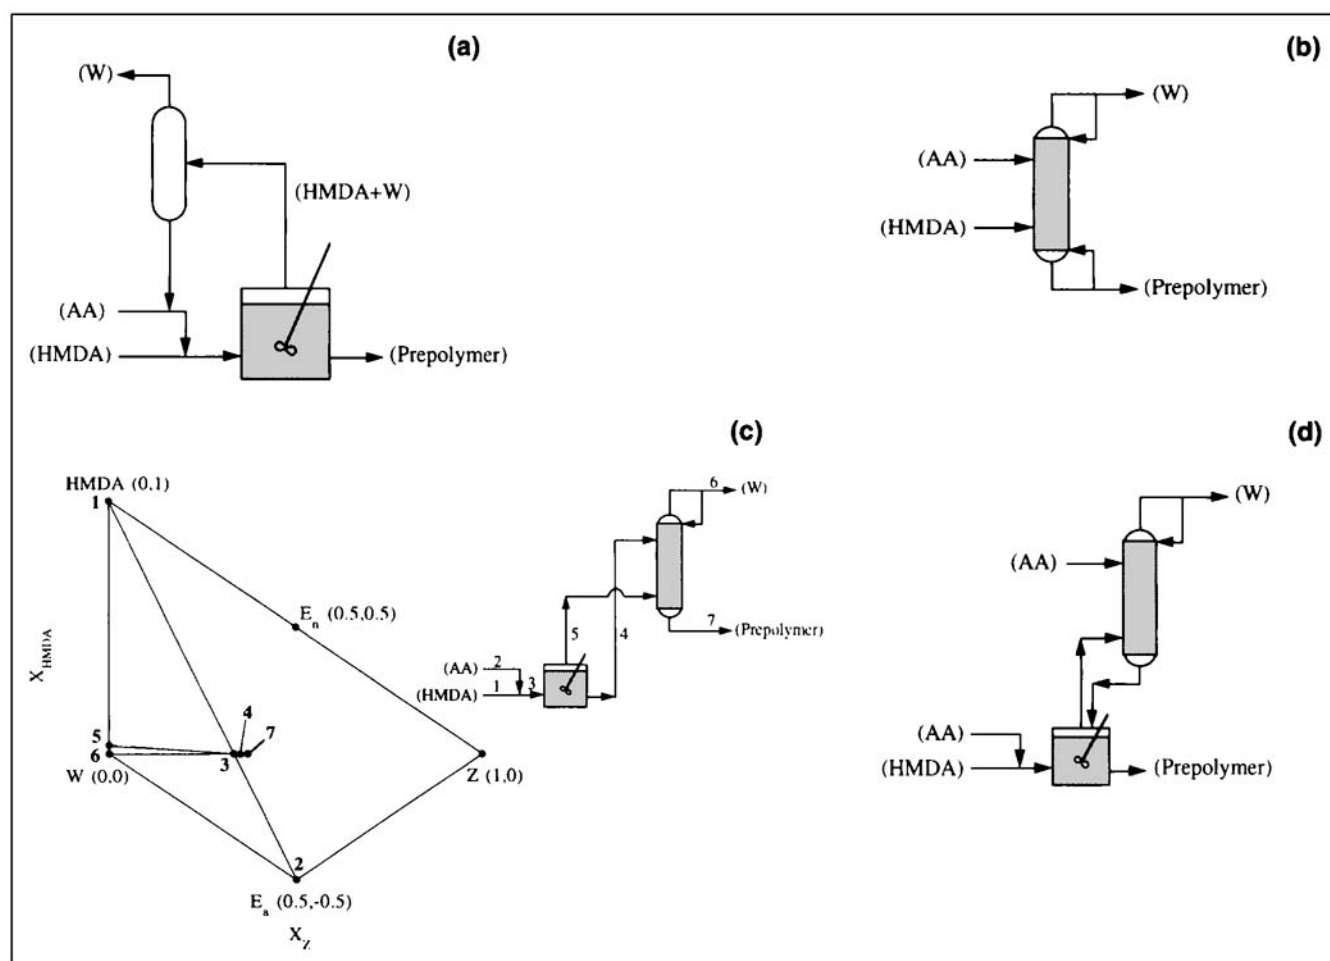 (a)
(W)
(HMDA+W)
(AA)
(HMDA)
(Prepolymer)
(b)
(W)
(AA)
(HMDA)
(Prepolymer)
(c)
HMDA (0,1)
1
E_n (0.5,0.5)
X_HMDA
4
7
5
6
3
W (0,0)
Z (1,0)
2
E_a (0.5,-0.5)
X_Z
6
(W)
5
4
7
(Prepolymer)
(AA)
2
(HMDA)
1
3
(d)
(W)
(AA)
(AA)
(HMDA)
(Prepolymer)